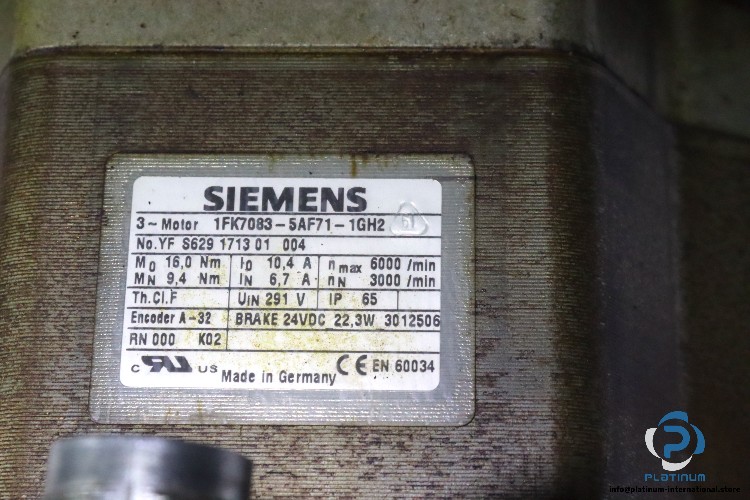 SIEMENS
3~Motor 1FK7083-5AF71-1GH2
No.YF S629 1713 01 004
M0 16,0 Nm I0 10,4 A nmax 6000 /min
MN 9,4 Nm IN 6,7 A nN 3000 /min
Th.Cl.F UIN 291 V IP 65
Encoder A-32 BRAKE 24VDC 22,3W 3012506
RN 000 K02
c US CE EN 60034
Made in Germany
PLATINUM
info@platinum-international.store